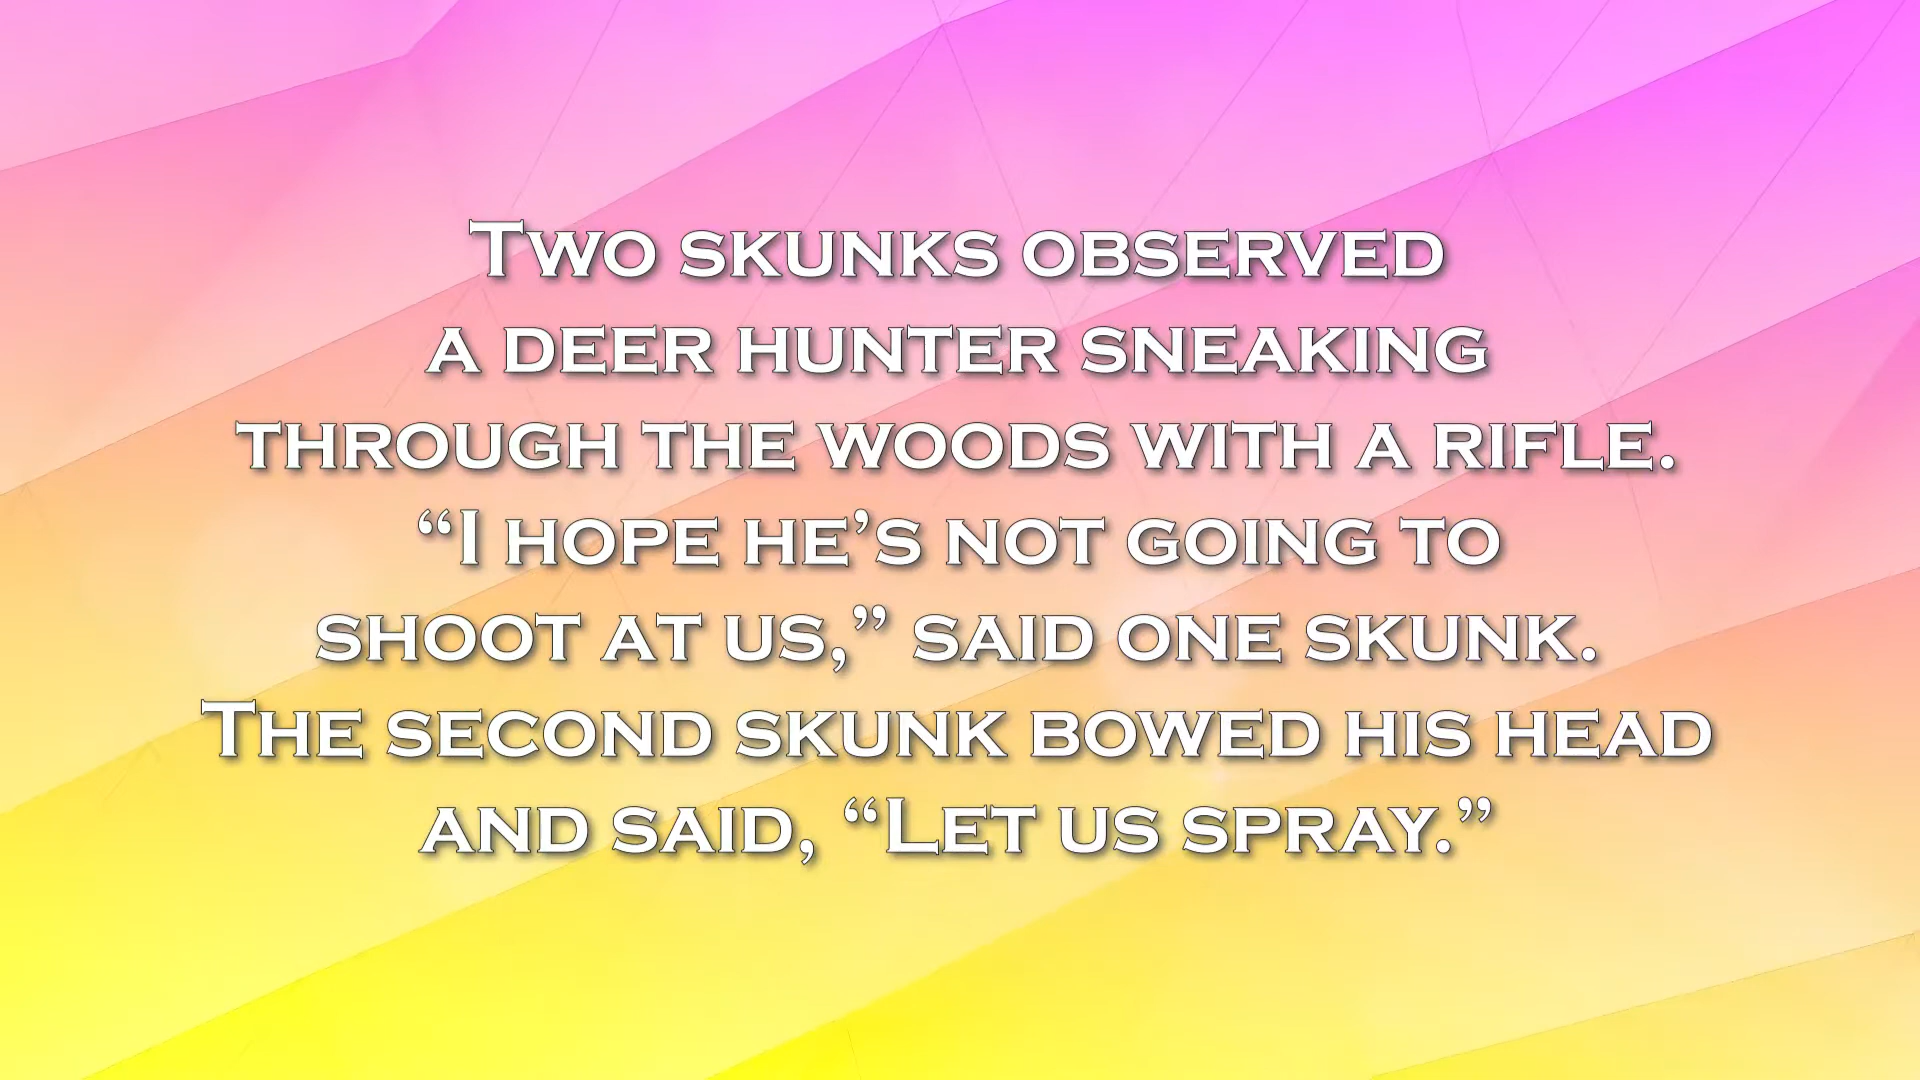 Two skunks observed
a deer hunter sneaking
through the woods with a rifle.
“I hope he’s not going to
shoot at us,” said one skunk.
The second skunk bowed his head
and said, “Let us spray.”